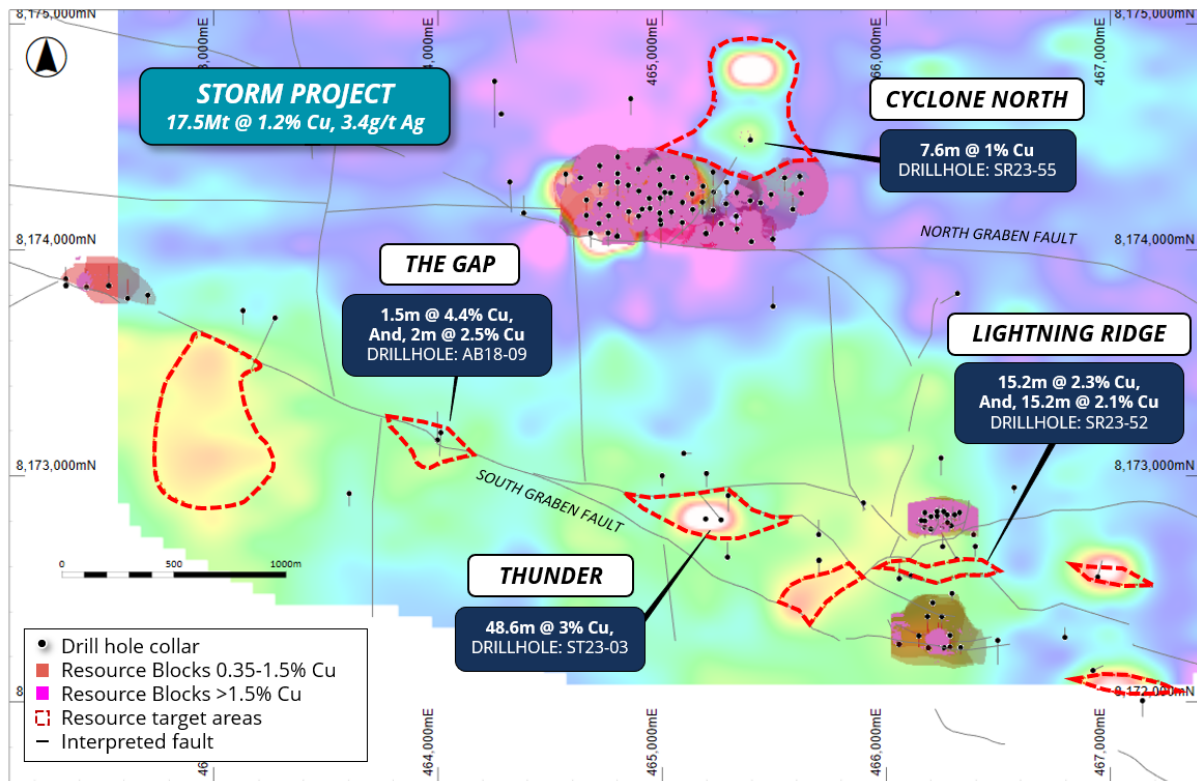 8,175,000mN
8,175,000mN
3,000mE
4,000mE
465,000mE
466,000mE
467,000mE
STORM PROJECT
17.5Mt @ 1.2% Cu, 3.4g/t Ag
CYCLONE NORTH
7.6m @ 1% Cu
DRILLHOLE: SR23-55
NORTH GRABEN FAULT
8,174,000mN
8,174,000mN
THE GAP
1.5m @ 4.4% Cu,
And, 2m @ 2.5% Cu
DRILLHOLE: AB18-09
LIGHTNING RIDGE
15.2m @ 2.3% Cu,
And, 15.2m @ 2.1% Cu
DRILLHOLE: SR23-52
8,173,000mN
8,173,000mN
SOUTH GRABEN FAULT
0 500 1000m
THUNDER
48.6m @ 3% Cu,
DRILLHOLE: ST23-03
Drill hole collar
Resource Blocks 0.35-1.5% Cu
Resource Blocks >1.5% Cu
Resource target areas
Interpreted fault
8,172,000mN
464,000mE
465,000mE
466,000mE
467,000mE